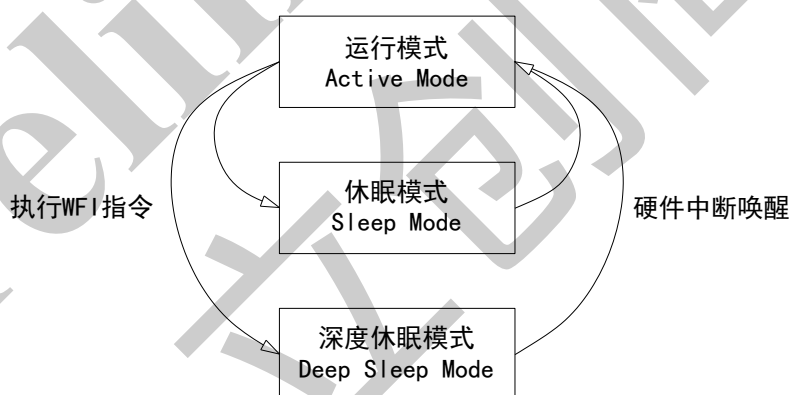 运行模式
Active Mode
休眠模式
Sleep Mode
执行WFI指令
硬件中断唤醒
深度休眠模式
Deep Sleep Mode